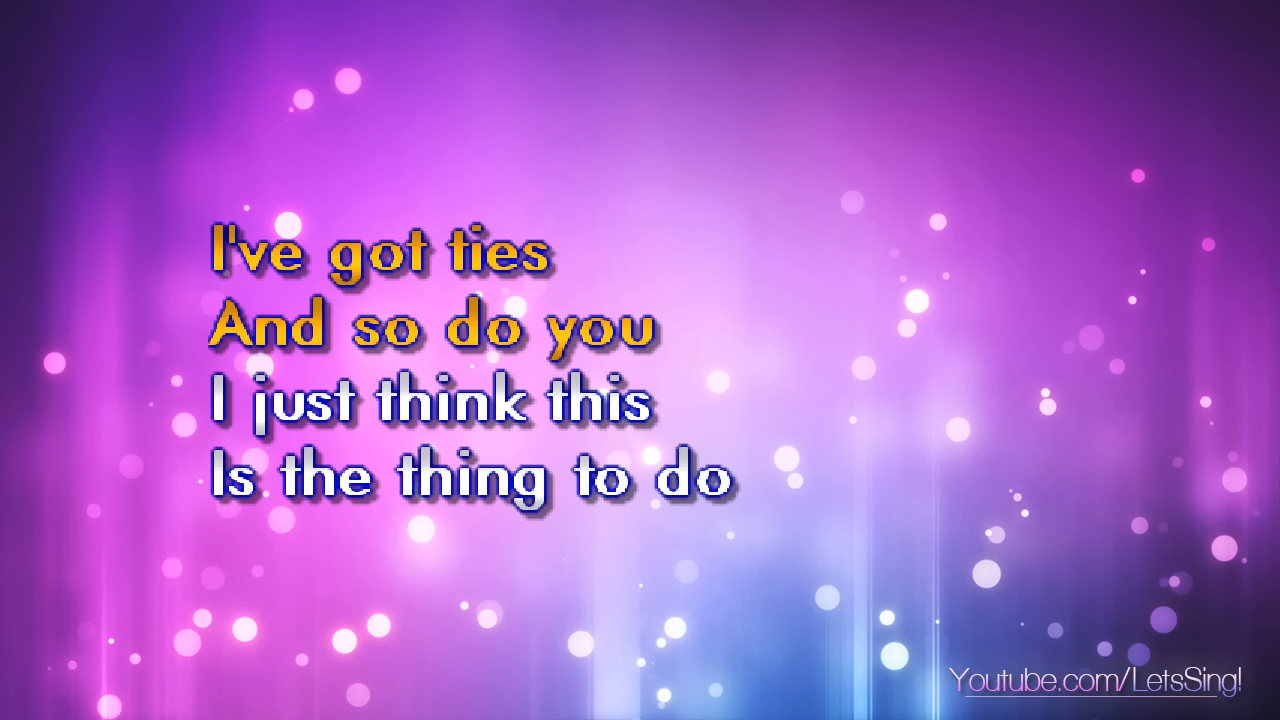 I've got ties
And so do you
I just think this
Is the thing to do
Youtube.com/LetsSing!